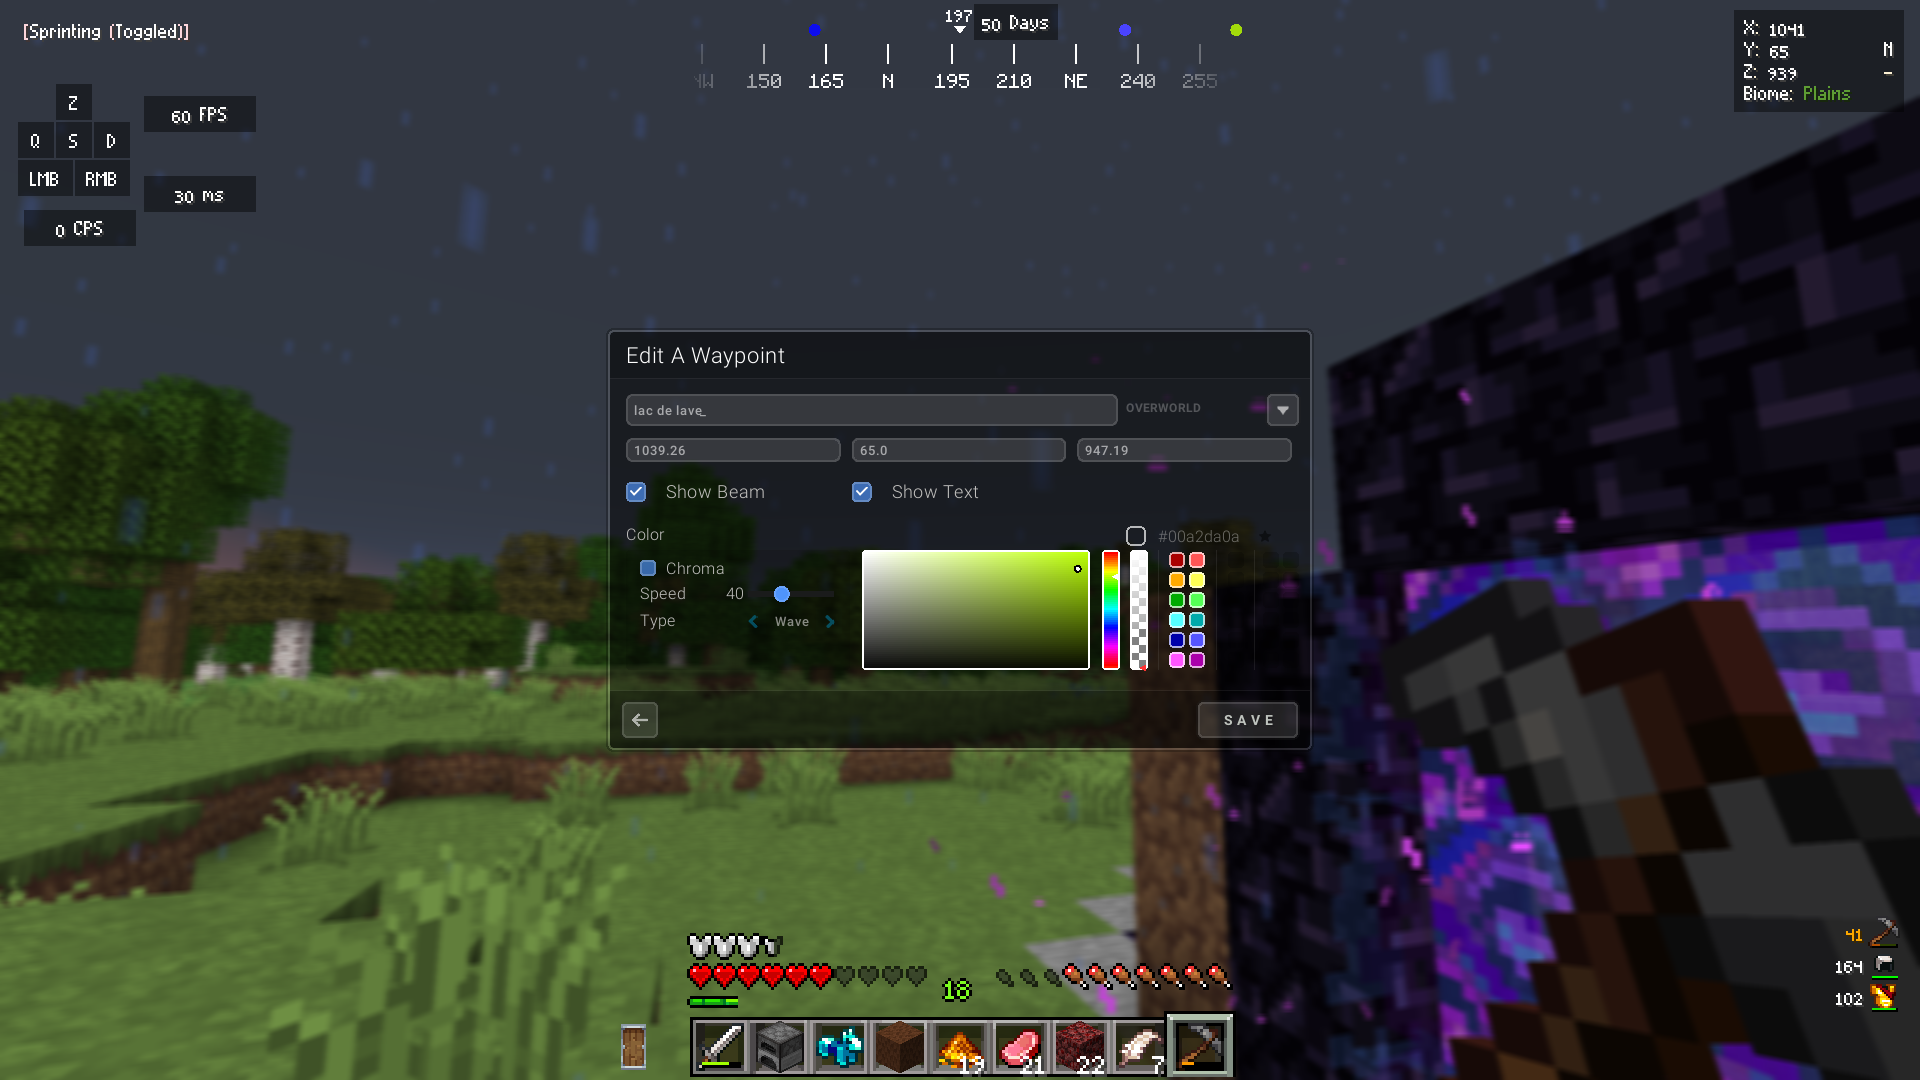 [Sprinting (Toggled)]
197
50 Days
NW 150 165 N 195 210 NE 240 255
X: 1041
Y: 65 N
Z: 939 -
Biome: Plains
Z
Q S D
LMB RMB
0 CPS
60 FPS
30 ms
Edit A Waypoint
lac de lave_
OVERWORLD
1039.26 65.0 947.19
Show Beam Show Text
Color
#00a2da0a
Chroma
Speed 40
Type Wave
SAVE
41
164
102
18
19 21 22 7